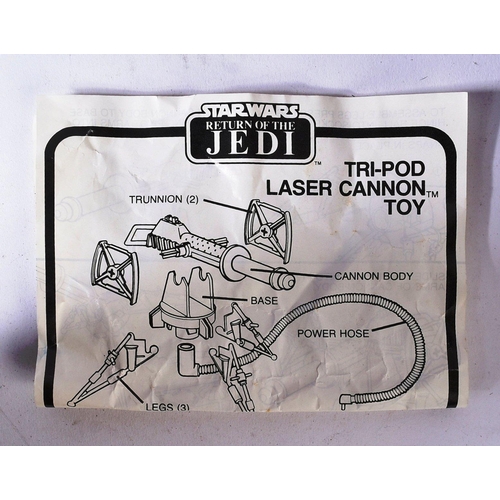 STAR WARS
RETURN OF THE
JEDI
TM
TRI-POD
LASER CANNON TM
TOY
TRUNNION (2)
CANNON BODY
BASE
POWER HOSE
LEGS (3)